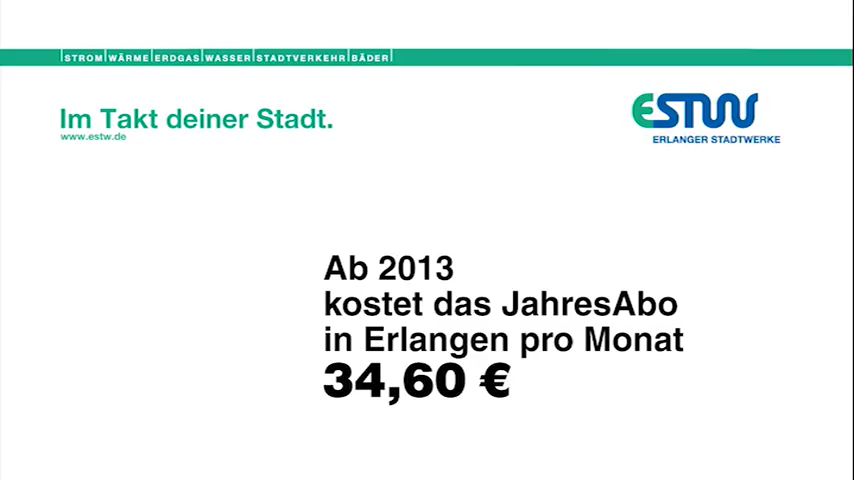 |STROM|WÄRME|ERDGAS|WASSER|STADTVERKEHR|BÄDER|
Im Takt deiner Stadt.
www.estw.de
ESTW
ERLANGER STADTWERKE
Ab 2013
kostet das JahresAbo
in Erlangen pro Monat
34,60 €